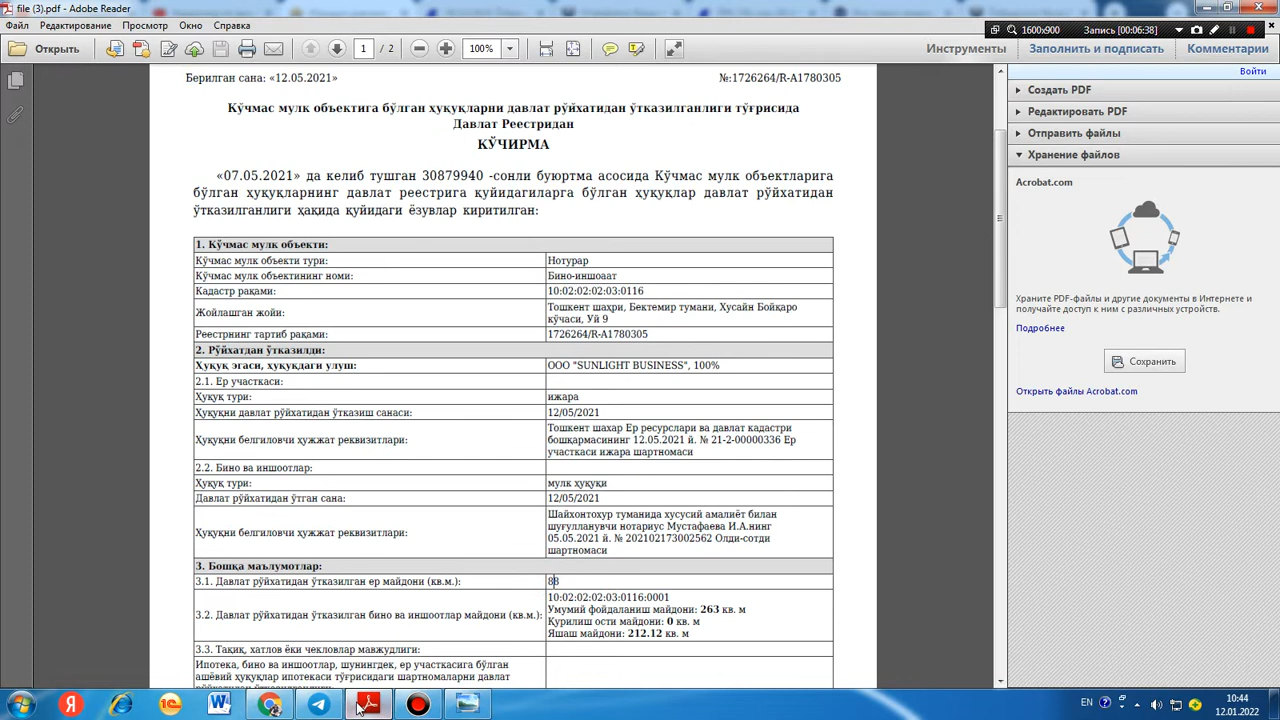 file (3).pdf - Adobe Reader
Файл Редактирование Просмотр Окно Справка
1600x900 Запись [00:06:38]
Открыть 1 / 2 100% Инструменты Заполнить и подписать Комментарии
Берилган сана: «12.05.2021» №:1726264/R-A1780305
Кўчмас мулк объектига бўлган ҳуқуқларни давлат рўйхатидан ўтказилганлиги тўғрисида
Давлат Реестридан
КЎЧИРМА
«07.05.2021» да келиб тушган 30879940 -сонли буюртма асосида Кўчмас мулк объектларига
бўлган ҳуқуқларнинг давлат реестрига қуйидагиларга бўлган ҳуқуқлар давлат рўйхатидан
ўтказилганлиги ҳақида қуйидаги ёзувлар киритилган:
1. Кўчмас мулк объекти:
Кўчмас мулк объекти тури: Нотурар
Кўчмас мулк объектининг номи: Бино-иншоаат
Кадастр рақами: 10:02:02:02:03:0116
Жойлашган жойи: Тошкент шаҳри, Бектемир тумани, Хусайн Бойқаро
кўчаси, Уй 9
Реестрнинг тартиб рақами: 1726264/R-A1780305
2. Рўйхатдан ўтказилди:
Ҳуқуқ эгаси, ҳуқуқдаги улуш: ООО "SUNLIGHT BUSINESS", 100%
2.1. Ер участкаси:
Ҳуқуқ тури: ижара
Ҳуқуқни давлат рўйхатидан ўтказиш санаси: 12/05/2021
Ҳуқуқни белгиловчи ҳужжат реквизитлари: Тошкент шахар Ер ресурслари ва давлат кадастри
бошқармасининг 12.05.2021 й. № 21-2-00000336 Ер
участкаси ижара шартномаси
2.2. Бино ва иншоотлар:
Ҳуқуқ тури: мулк ҳуқуқи
Давлат рўйхатидан ўтган сана: 12/05/2021
Ҳуқуқни белгиловчи ҳужжат реквизитлари: Шайхонтохур туманида хусусий амалиёт билан
шуғулланувчи нотариус Мустафаева И.А.нинг
05.05.2021 й. № 202102173002562 Олди-сотди
шартномаси
3. Бошқа маълумотлар:
3.1. Давлат рўйхатидан ўтказилган ер майдони (кв.м.): 88
3.2. Давлат рўйхатидан ўтказилган бино ва иншоотлар майдони (кв.м.): 10:02:02:02:03:0116:0001
Умумий фойдаланиш майдони: 263 кв. м
Қурилиш ости майдони: 0 кв. м
Яшаш майдони: 212.12 кв. м
3.3. Тақиқ, хатлов ёки чекловлар мавжудлиги:
Ипотека, бино ва иншоотлар, шунингдек, ер участкасига бўлган
ашёвий ҳуқуқлар ипотекаси тўғрисидаги шартномаларни давлат
Войти
Создать PDF
Редактировать PDF
Отправить файлы
Хранение файлов
Acrobat.com
Храните PDF-файлы и другие документы в Интернете и
получайте доступ к ним с различных устройств.
Подробнее
Сохранить
Открыть файлы Acrobat.com
EN 10:44
12.01.2022